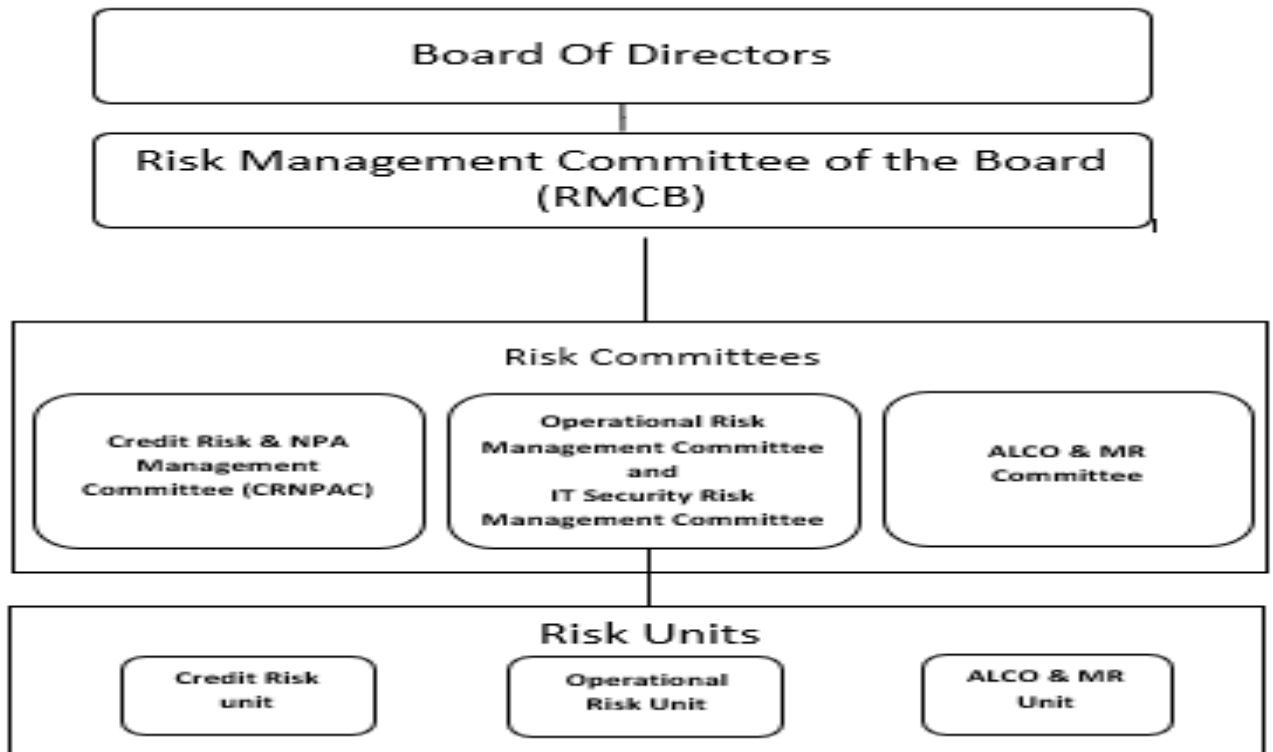 Board Of Directors
Risk Management Committee of the Board
(RMCB)
Risk Committees
Credit Risk & NPA
Management
Committee (CRNPAC)
Operational Risk
Management Committee
and
IT Security Risk
Management Committee
ALCO & MR
Committee
Risk Units
Credit Risk
unit
Operational
Risk Unit
ALCO & MR
Unit